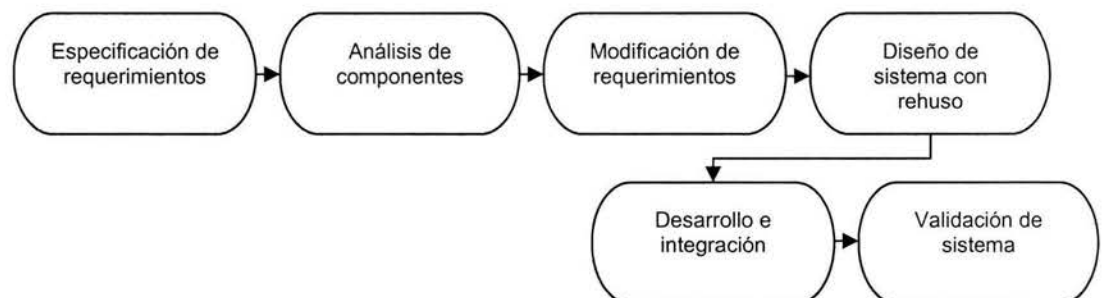 Especificación de
requerimientos
Análisis de
componentes
Modificación de
requerimientos
Diseño de
sistema con
rehuso
Desarrollo e
integración
Validación de
sistema